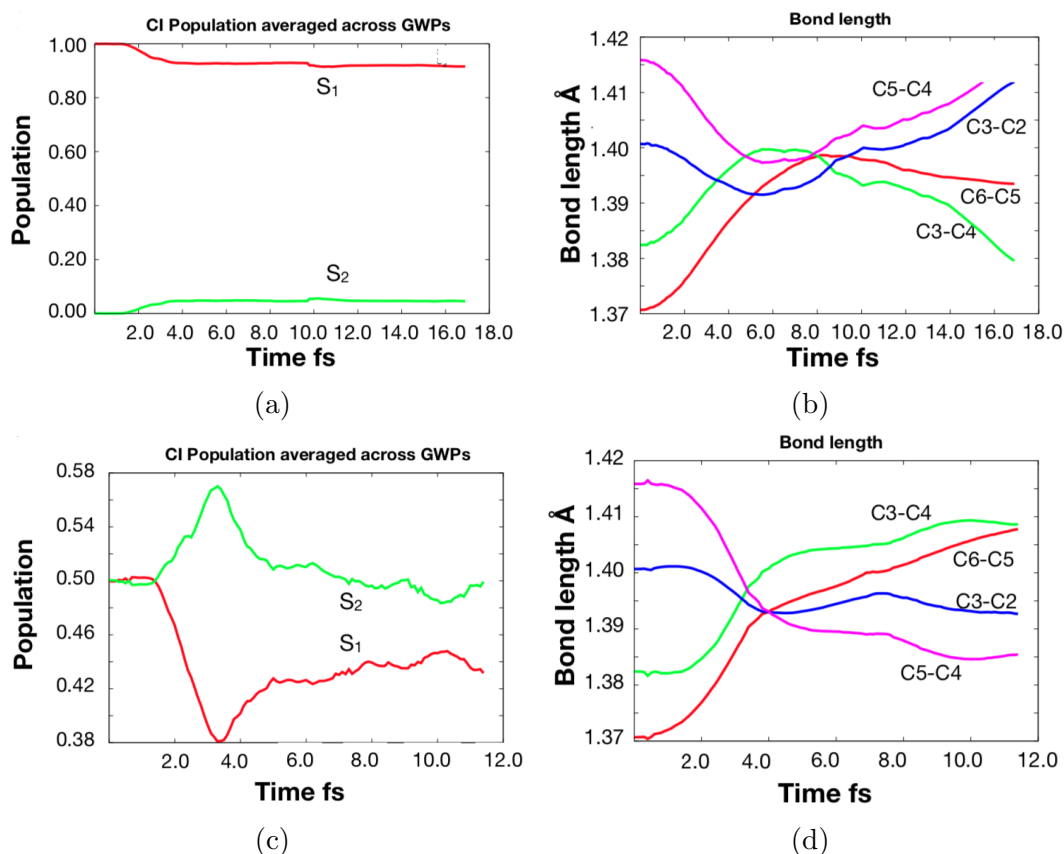 CI Population averaged across GWPs
1.00
0.80
0.60
0.40
0.20
0.00
Population
S1
S2
2.0 4.0 6.0 8.0 10.0 12.0 14.0 16.0 18.0
Time fs
(a)
Bond length
1.42
1.41
1.40
1.39
1.38
1.37
Bond length Å
C5-C4
C3-C2
C6-C5
C3-C4
2.0 4.0 6.0 8.0 10.0 12.0 14.0 16.0 18.0
Time fs
(b)
CI Population averaged across GWPs
0.58
0.54
0.50
0.46
0.42
0.38
Population
S2
S1
2.0 4.0 6.0 8.0 10.0 12.0
Time fs
(c)
Bond length
1.42
1.41
1.40
1.39
1.38
1.37
Bond length Å
C3-C4
C6-C5
C3-C2
C5-C4
2.0 4.0 6.0 8.0 10.0
Time fs
(d)